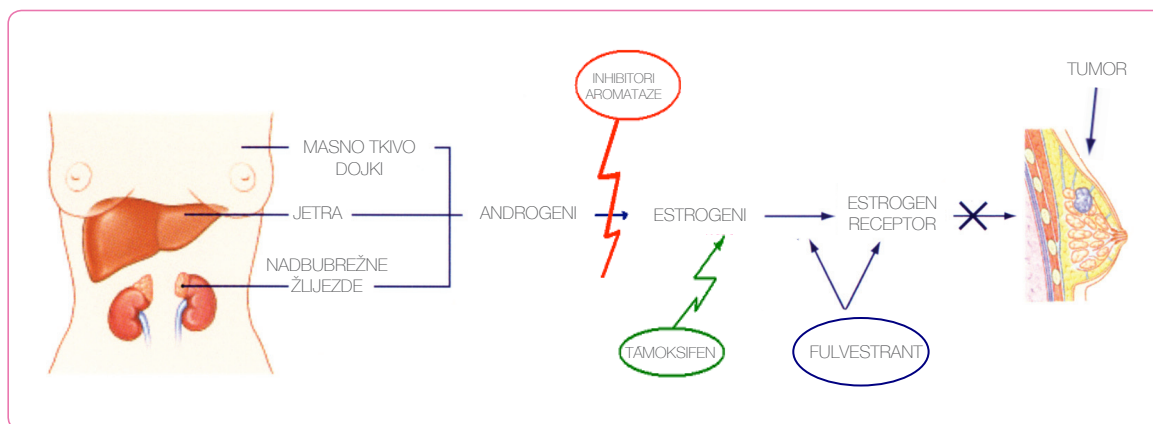 MASNO TKIVO
DOJKI
JETRA
NADBUBREŽNE
ŽLIJEZDE
ANDROGENI
INHIBITORI
AROMATAZE
ESTROGENI
TAMOKSIFEN
ESTROGEN
RECEPTOR
FULVESTRANT
TUMOR